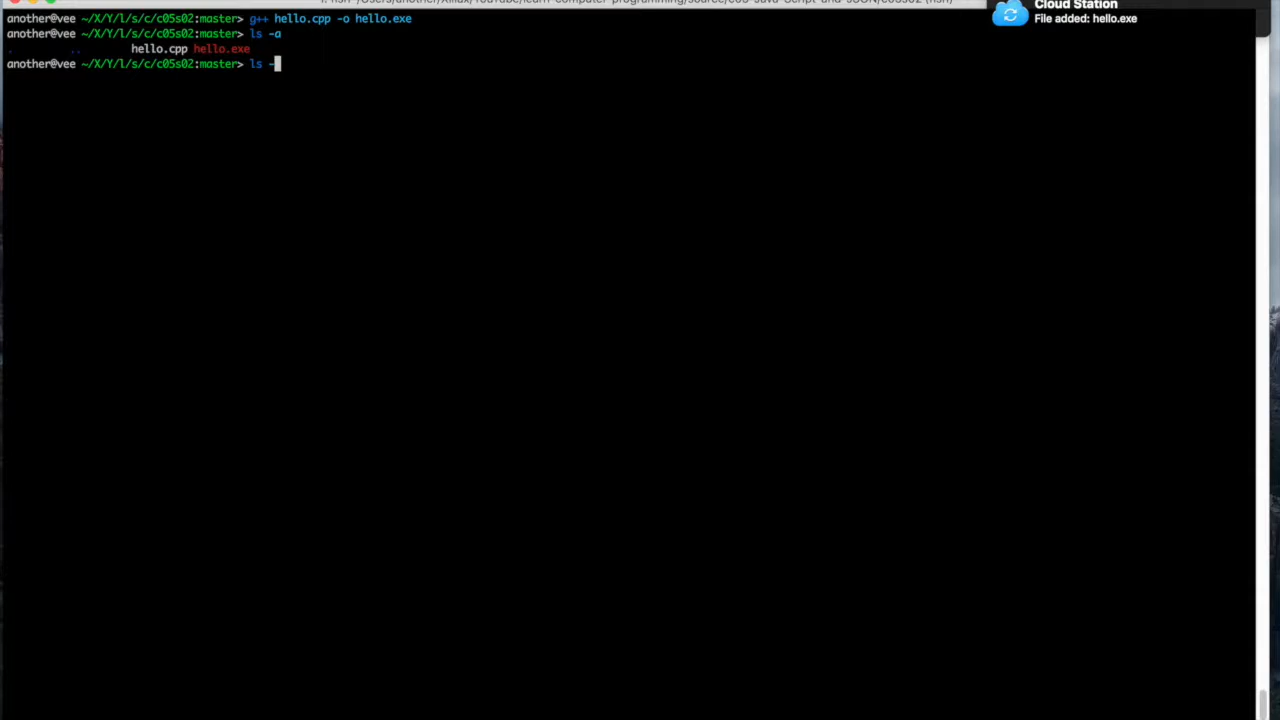 Cloud Station
File added: hello.exe
another@vee ~/X/Y/l/s/c/c05s02:master> g++ hello.cpp -o hello.exe
another@vee ~/X/Y/l/s/c/c05s02:master> ls -a
. .. hello.cpp hello.exe
another@vee ~/X/Y/l/s/c/c05s02:master> ls -